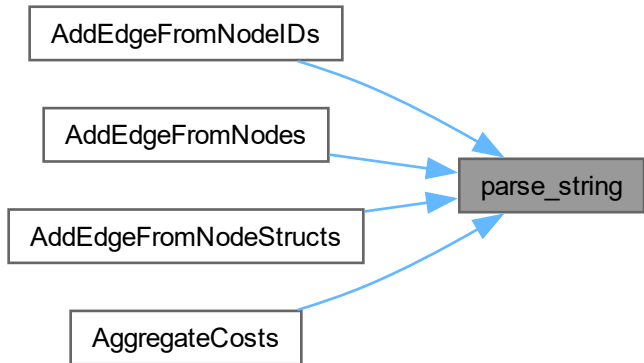 AddEdgeFromNodeIDs
AddEdgeFromNodes
AddEdgeFromNodeStructs
AggregateCosts
parse_string